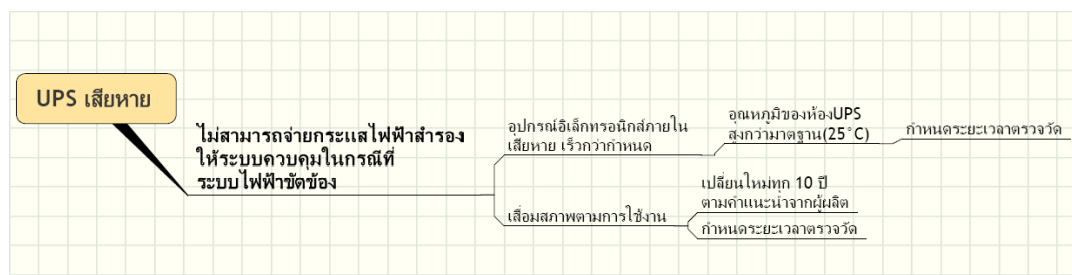 UPS เสียหาย
ไม่สามารถจ่ายกระแสไฟฟ้าสำรอง
ให้ระบบควบคุมในกรณีที่
ระบบไฟฟ้าขัดข้อง
อุปกรณ์อิเล็กทรอนิกส์ภายใน
เสียหาย เร็วกว่ากำหนด
อุณหภูมิของห้องUPS
สูงกว่ามาตฐาน(25°C)
กำหนดระยะเวลาตรวจวัด
เสื่อมสภาพตามการใช้งาน
เปลี่ยนใหม่ทุก 10 ปี
ตามคำแนะนำจากผู้ผลิต
กำหนดระยะเวลาตรวจวัด